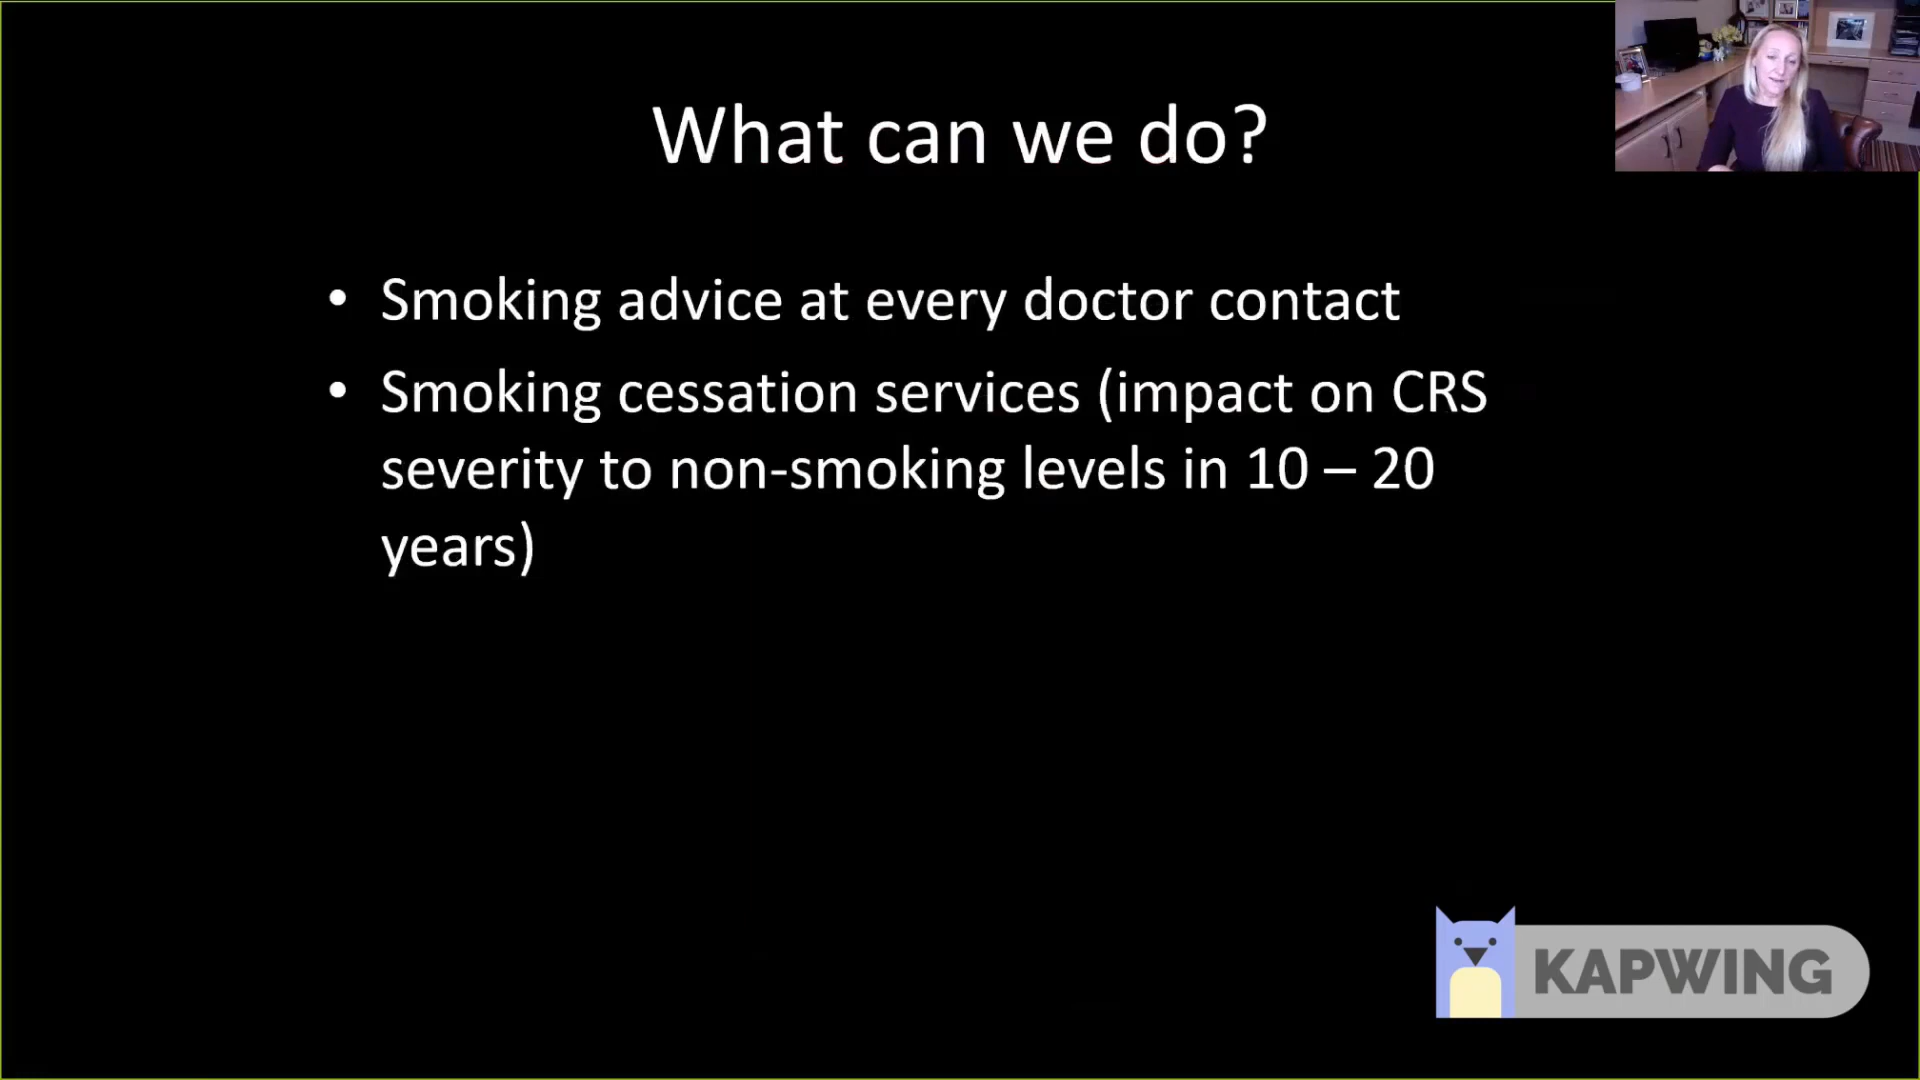 What can we do?
• Smoking advice at every doctor contact
• Smoking cessation services (impact on CRS
severity to non-smoking levels in 10 – 20
years)
KAPWING